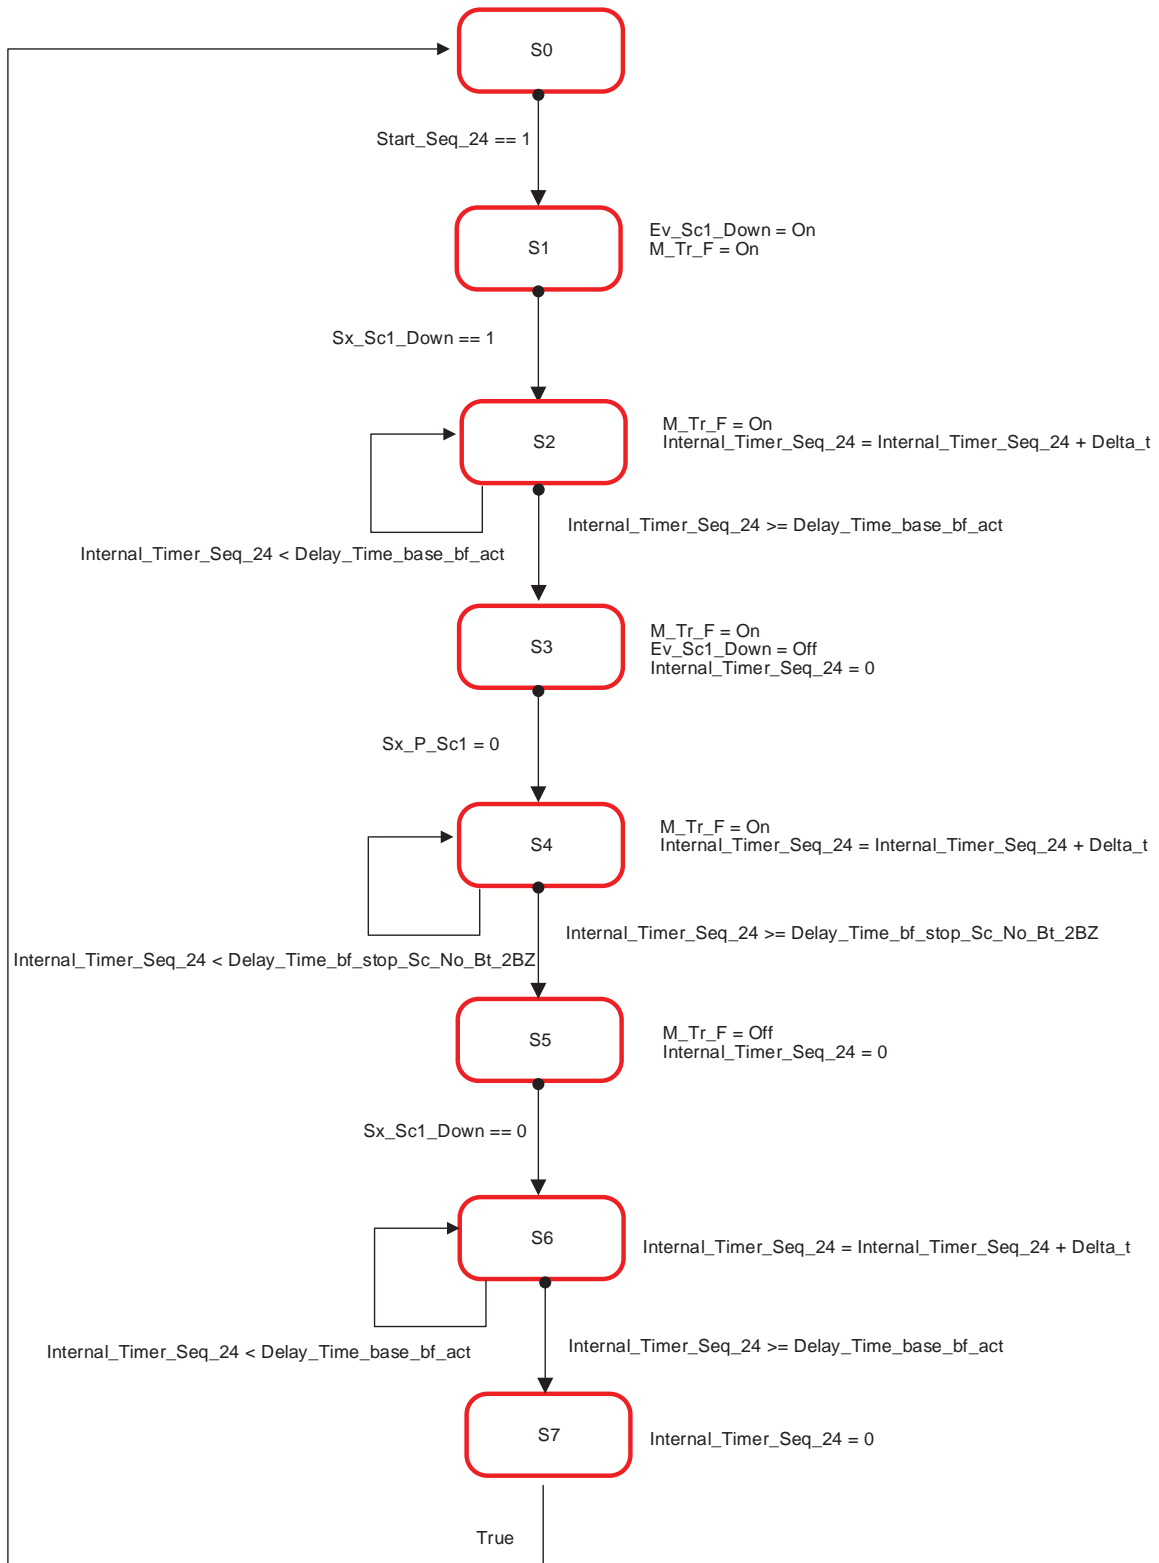 S0
Start_Seq_24 == 1
S1
Ev_Sc1_Down = On
M_Tr_F = On
Sx_Sc1_Down == 1
S2
M_Tr_F = On
Internal_Timer_Seq_24 = Internal_Timer_Seq_24 + Delta_t
Internal_Timer_Seq_24 >= Delay_Time_base_bf_act
Internal_Timer_Seq_24 < Delay_Time_base_bf_act
S3
M_Tr_F = On
Ev_Sc1_Down = Off
Internal_Timer_Seq_24 = 0
Sx_P_Sc1 = 0
S4
M_Tr_F = On
Internal_Timer_Seq_24 = Internal_Timer_Seq_24 + Delta_t
Internal_Timer_Seq_24 >= Delay_Time_bf_stop_Sc_No_Bt_2BZ
Internal_Timer_Seq_24 < Delay_Time_bf_stop_Sc_No_Bt_2BZ
S5
M_Tr_F = Off
Internal_Timer_Seq_24 = 0
Sx_Sc1_Down == 0
S6
Internal_Timer_Seq_24 = Internal_Timer_Seq_24 + Delta_t
Internal_Timer_Seq_24 >= Delay_Time_base_bf_act
Internal_Timer_Seq_24 < Delay_Time_base_bf_act
S7
Internal_Timer_Seq_24 = 0
True